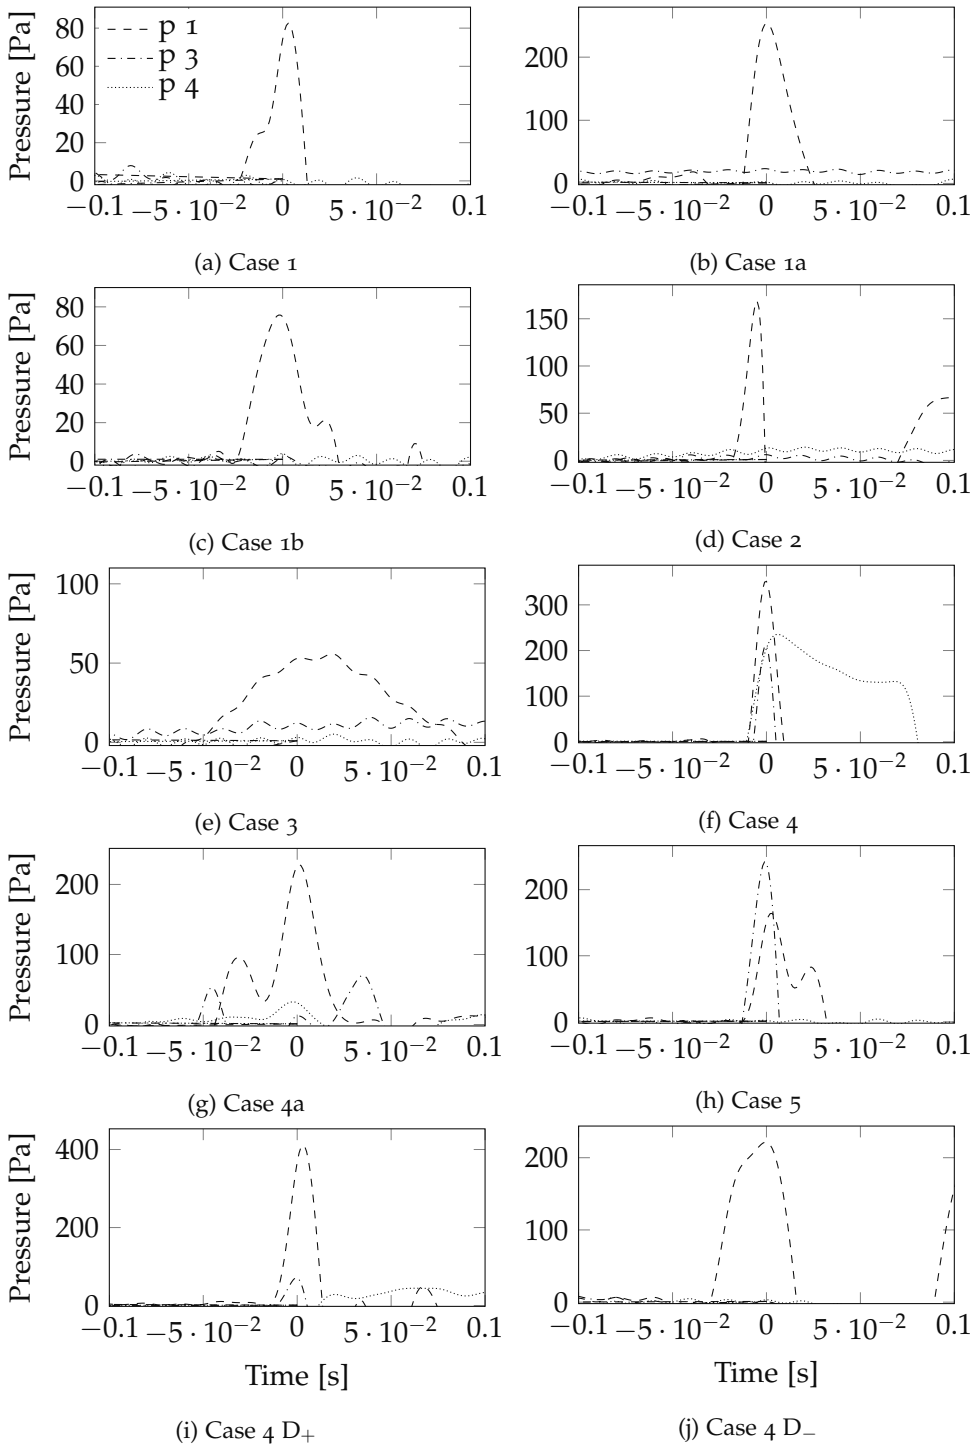 Pressure [Pa]
80
60
40
20
0
p 1
p 3
p 4
−0.1 −5 · 10⁻² 0 5 · 10⁻² 0.1
(a) Case 1
200
100
0
−0.1 −5 · 10⁻² 0 5 · 10⁻² 0.1
(b) Case 1a
Pressure [Pa]
80
60
40
20
0
−0.1 −5 · 10⁻² 0 5 · 10⁻² 0.1
(c) Case 1b
150
100
50
0
−0.1 −5 · 10⁻² 0 5 · 10⁻² 0.1
(d) Case 2
Pressure [Pa]
100
50
0
−0.1 −5 · 10⁻² 0 5 · 10⁻² 0.1
(e) Case 3
300
200
100
0
−0.1 −5 · 10⁻² 0 5 · 10⁻² 0.1
(f) Case 4
Pressure [Pa]
200
100
0
−0.1 −5 · 10⁻² 0 5 · 10⁻² 0.1
(g) Case 4a
200
100
0
−0.1 −5 · 10⁻² 0 5 · 10⁻² 0.1
(h) Case 5
Pressure [Pa]
400
200
0
−0.1 −5 · 10⁻² 0 5 · 10⁻² 0.1
Time [s]
(i) Case 4 D₊
200
100
0
−0.1 −5 · 10⁻² 0 5 · 10⁻² 0.1
Time [s]
(j) Case 4 D₋